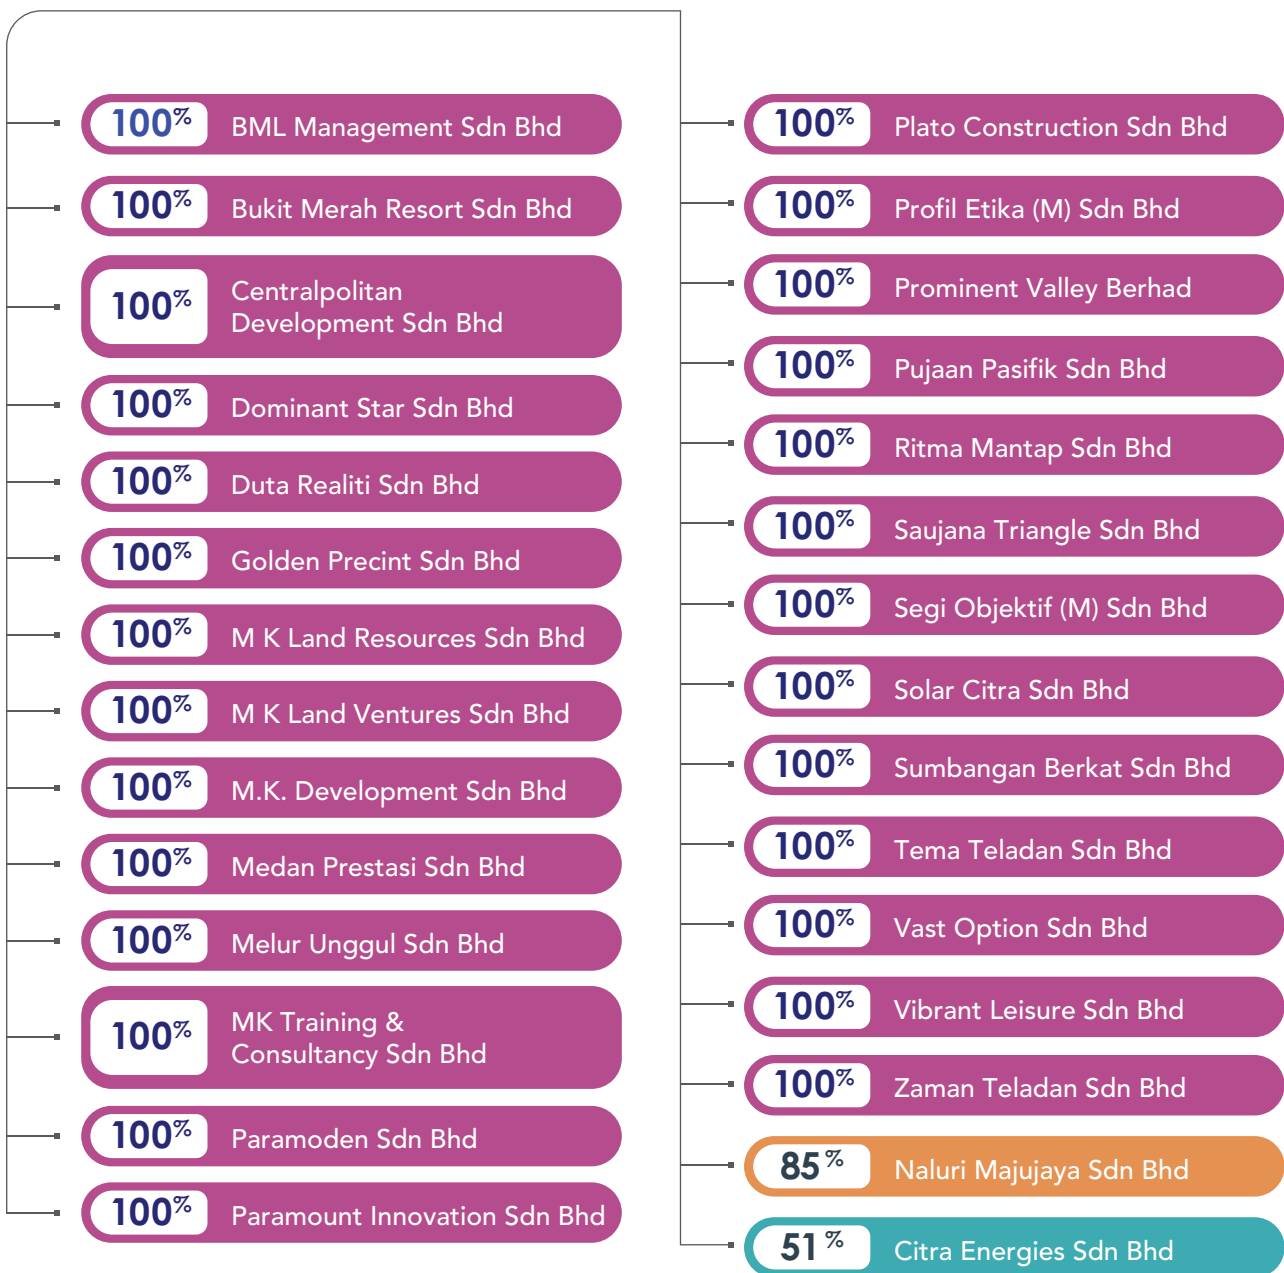 100% BML Management Sdn Bhd
100% Bukit Merah Resort Sdn Bhd
100% Centralpolitan
Development Sdn Bhd
100% Dominant Star Sdn Bhd
100% Duta Realiti Sdn Bhd
100% Golden Precint Sdn Bhd
100% M K Land Resources Sdn Bhd
100% M K Land Ventures Sdn Bhd
100% M.K. Development Sdn Bhd
100% Medan Prestasi Sdn Bhd
100% Melur Unggul Sdn Bhd
100% MK Training &
Consultancy Sdn Bhd
100% Paramoden Sdn Bhd
100% Paramount Innovation Sdn Bhd
100% Plato Construction Sdn Bhd
100% Profil Etika (M) Sdn Bhd
100% Prominent Valley Berhad
100% Pujaan Pasifik Sdn Bhd
100% Ritma Mantap Sdn Bhd
100% Saujana Triangle Sdn Bhd
100% Segi Objektif (M) Sdn Bhd
100% Solar Citra Sdn Bhd
100% Sumbangan Berkat Sdn Bhd
100% Tema Teladan Sdn Bhd
100% Vast Option Sdn Bhd
100% Vibrant Leisure Sdn Bhd
100% Zaman Teladan Sdn Bhd
85% Naluri Majujaya Sdn Bhd
51% Citra Energies Sdn Bhd